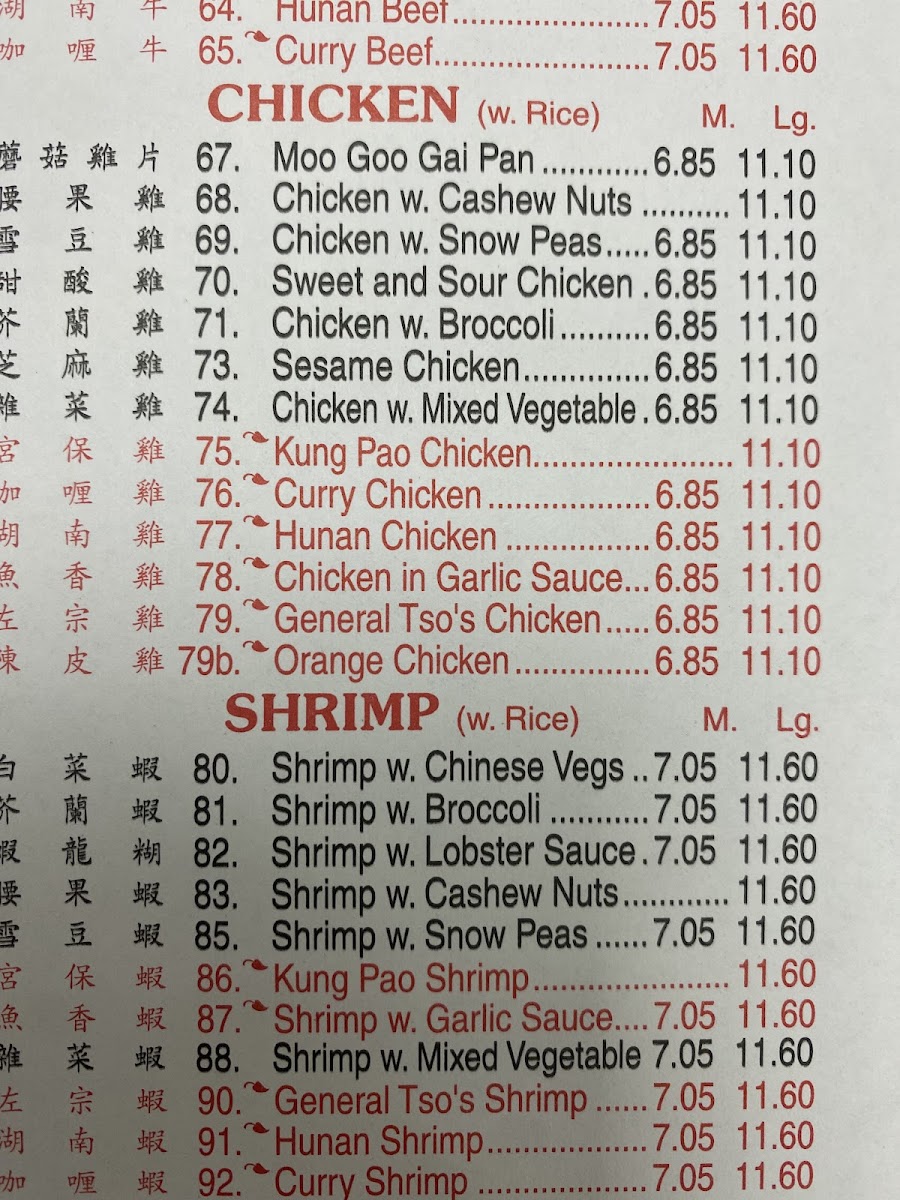 湖 南 牛 64. Hunan Beef........................7.05 11.60
咖 喱 牛 65. Curry Beef..........................7.05 11.60
CHICKEN (w. Rice) M. Lg.
蘑 菇 雞 片 67. Moo Goo Gai Pan ............6.85 11.10
腰 果 雞 68. Chicken w. Cashew Nuts .......... 11.10
雪 豆 雞 69. Chicken w. Snow Peas.....6.85 11.10
甜 酸 雞 70. Sweet and Sour Chicken .6.85 11.10
芥 蘭 雞 71. Chicken w. Broccoli..........6.85 11.10
芝 麻 雞 73. Sesame Chicken..............6.85 11.10
雜 菜 雞 74. Chicken w. Mixed Vegetable.6.85 11.10
宮 保 雞 75. Kung Pao Chicken....................... 11.10
咖 喱 雞 76. Curry Chicken ..................6.85 11.10
湖 南 雞 77. Hunan Chicken ................6.85 11.10
魚 香 雞 78. Chicken in Garlic Sauce...6.85 11.10
左 宗 雞 79. General Tso's Chicken.....6.85 11.10
陳 皮 雞 79b. Orange Chicken...............6.85 11.10
SHRIMP (w. Rice) M. Lg.
白 菜 蝦 80. Shrimp w. Chinese Vegs ..7.05 11.60
芥 蘭 蝦 81. Shrimp w. Broccoli ...........7.05 11.60
蝦 龍 糊 82. Shrimp w. Lobster Sauce.7.05 11.60
腰 果 蝦 83. Shrimp w. Cashew Nuts............ 11.60
雪 豆 蝦 85. Shrimp w. Snow Peas ......7.05 11.60
宮 保 蝦 86. Kung Pao Shrimp...................... 11.60
魚 香 蝦 87. Shrimp w. Garlic Sauce....7.05 11.60
雜 菜 蝦 88. Shrimp w. Mixed Vegetable 7.05 11.60
左 宗 蝦 90. General Tso's Shrimp ......7.05 11.60
湖 南 蝦 91. Hunan Shrimp..................7.05 11.60
咖 喱 蝦 92. Curry Shrimp ...................7.05 11.60